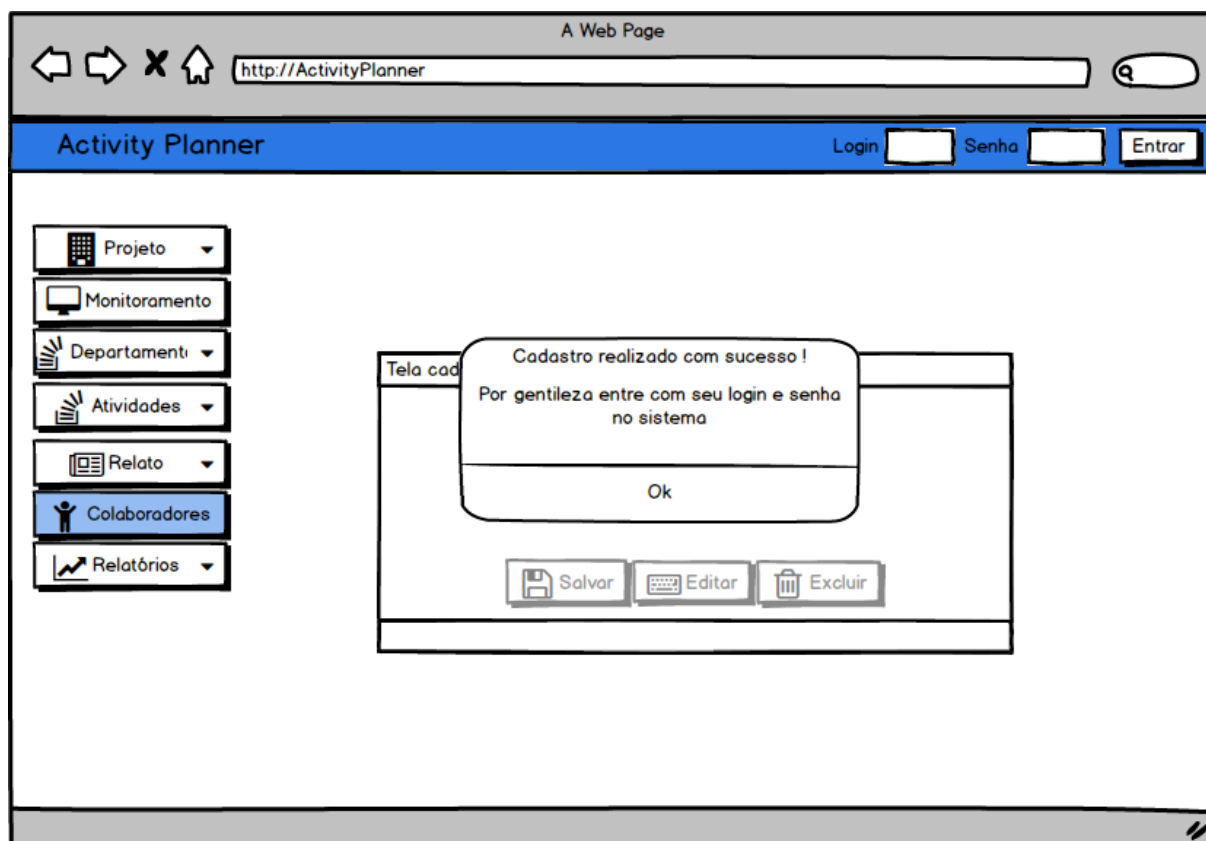 A Web Page
http://ActivityPlanner
Activity Planner
Login
Senha
Entrar
Projeto
Monitoramento
Departament
Atividades
Relato
Colaboradores
Relatórios
Tela cad
Cadastro realizado com sucesso !
Por gentileza entre com seu login e senha
no sistema
Ok
Salvar
Editar
Excluir